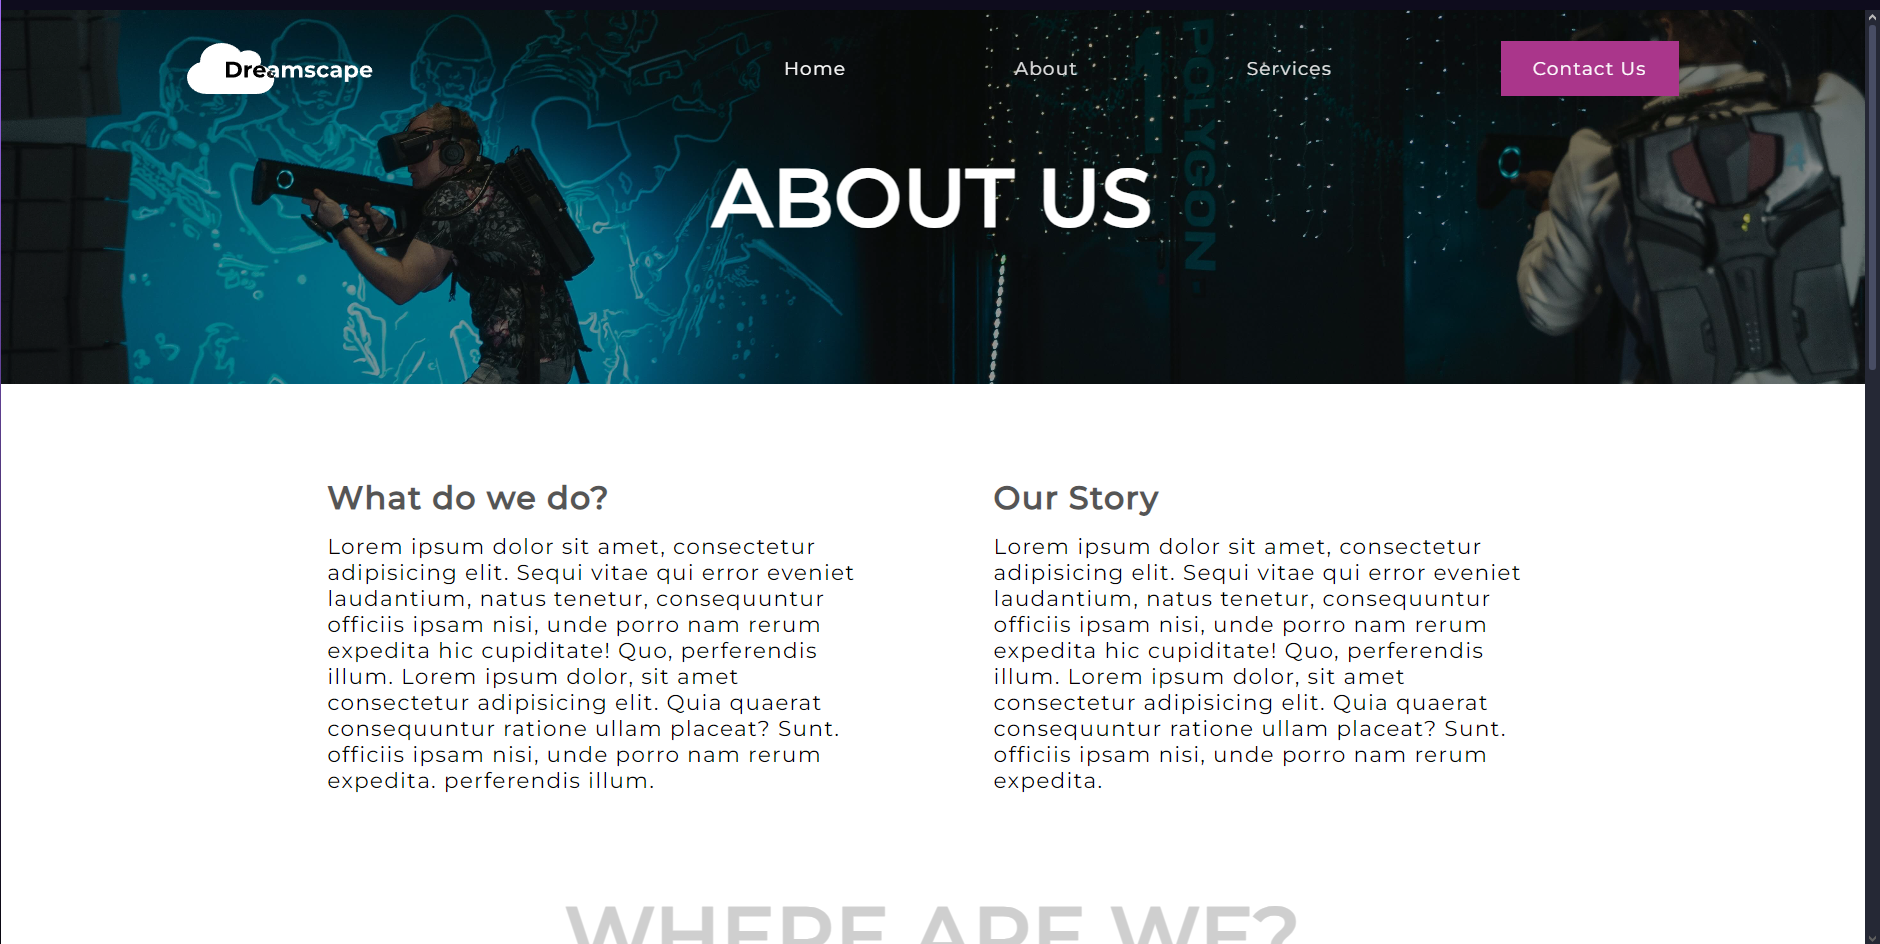 Dreamscape
Home
About
Services
Contact Us
POLYGON
ABOUT US
What do we do?
Lorem ipsum dolor sit amet, consectetur
adipisicing elit. Sequi vitae qui error eveniet
laudantium, natus tenetur, consequuntur
officiis ipsam nisi, unde porro nam rerum
expedita hic cupiditate! Quo, perferendis
illum. Lorem ipsum dolor, sit amet
consectetur adipisicing elit. Quia quaerat
consequuntur ratione ullam placeat? Sunt.
officiis ipsam nisi, unde porro nam rerum
expedita. perferendis illum.
Our Story
Lorem ipsum dolor sit amet, consectetur
adipisicing elit. Sequi vitae qui error eveniet
laudantium, natus tenetur, consequuntur
officiis ipsam nisi, unde porro nam rerum
expedita hic cupiditate! Quo, perferendis
illum. Lorem ipsum dolor, sit amet
consectetur adipisicing elit. Quia quaerat
consequuntur ratione ullam placeat? Sunt.
officiis ipsam nisi, unde porro nam rerum
expedita.
WHERE ARE WE?